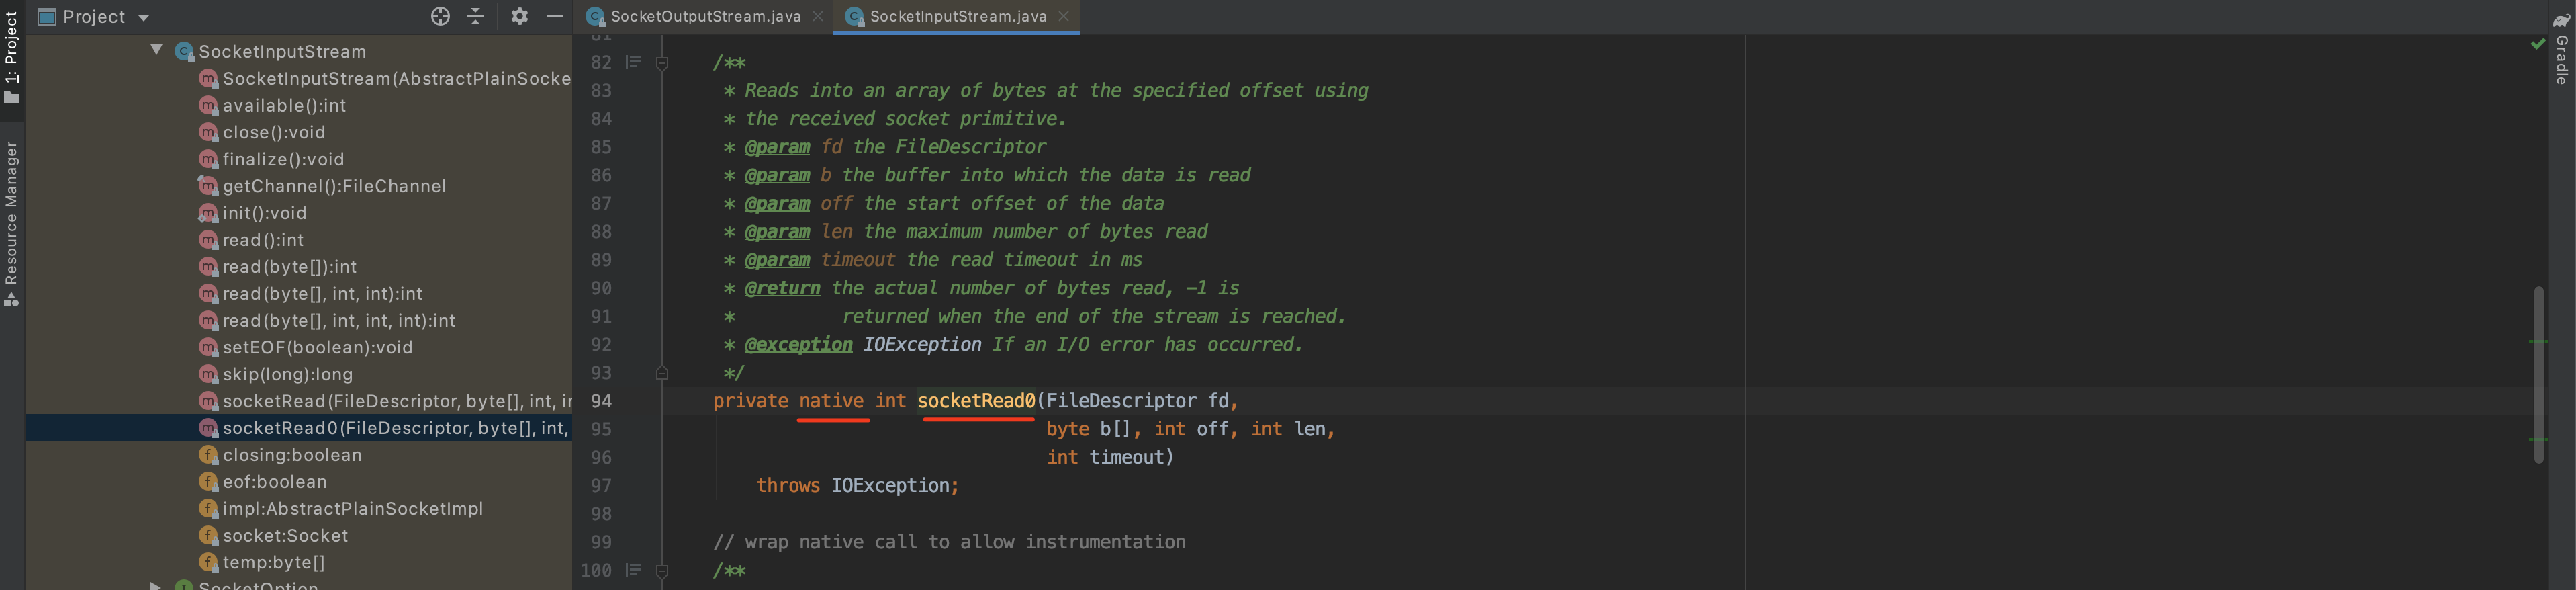 Project
SocketOutputStream.java
SocketInputStream.java
1: Project
Resource Manager
SocketInputStream
SocketInputStream(AbstractPlainSocke
available():int
close():void
finalize():void
getChannel():FileChannel
init():void
read():int
read(byte[]):int
read(byte[], int, int):int
read(byte[], int, int, int):int
setEOF(boolean):void
skip(long):long
socketRead(FileDescriptor, byte[], int, in
socketRead0(FileDescriptor, byte[], int,
closing:boolean
eof:boolean
impl:AbstractPlainSocketImpl
socket:Socket
temp:byte[]
SocketOption
81
82 /**
83 * Reads into an array of bytes at the specified offset using
84 * the received socket primitive.
85 * @param fd the FileDescriptor
86 * @param b the buffer into which the data is read
87 * @param off the start offset of the data
88 * @param len the maximum number of bytes read
89 * @param timeout the read timeout in ms
90 * @return the actual number of bytes read, -1 is
91 * returned when the end of the stream is reached.
92 * @exception IOException If an I/O error has occurred.
93 */
94 private native int socketRead0(FileDescriptor fd,
95 byte b[], int off, int len,
96 int timeout)
97 throws IOException;
98
99 // wrap native call to allow instrumentation
100 /**
Gradle